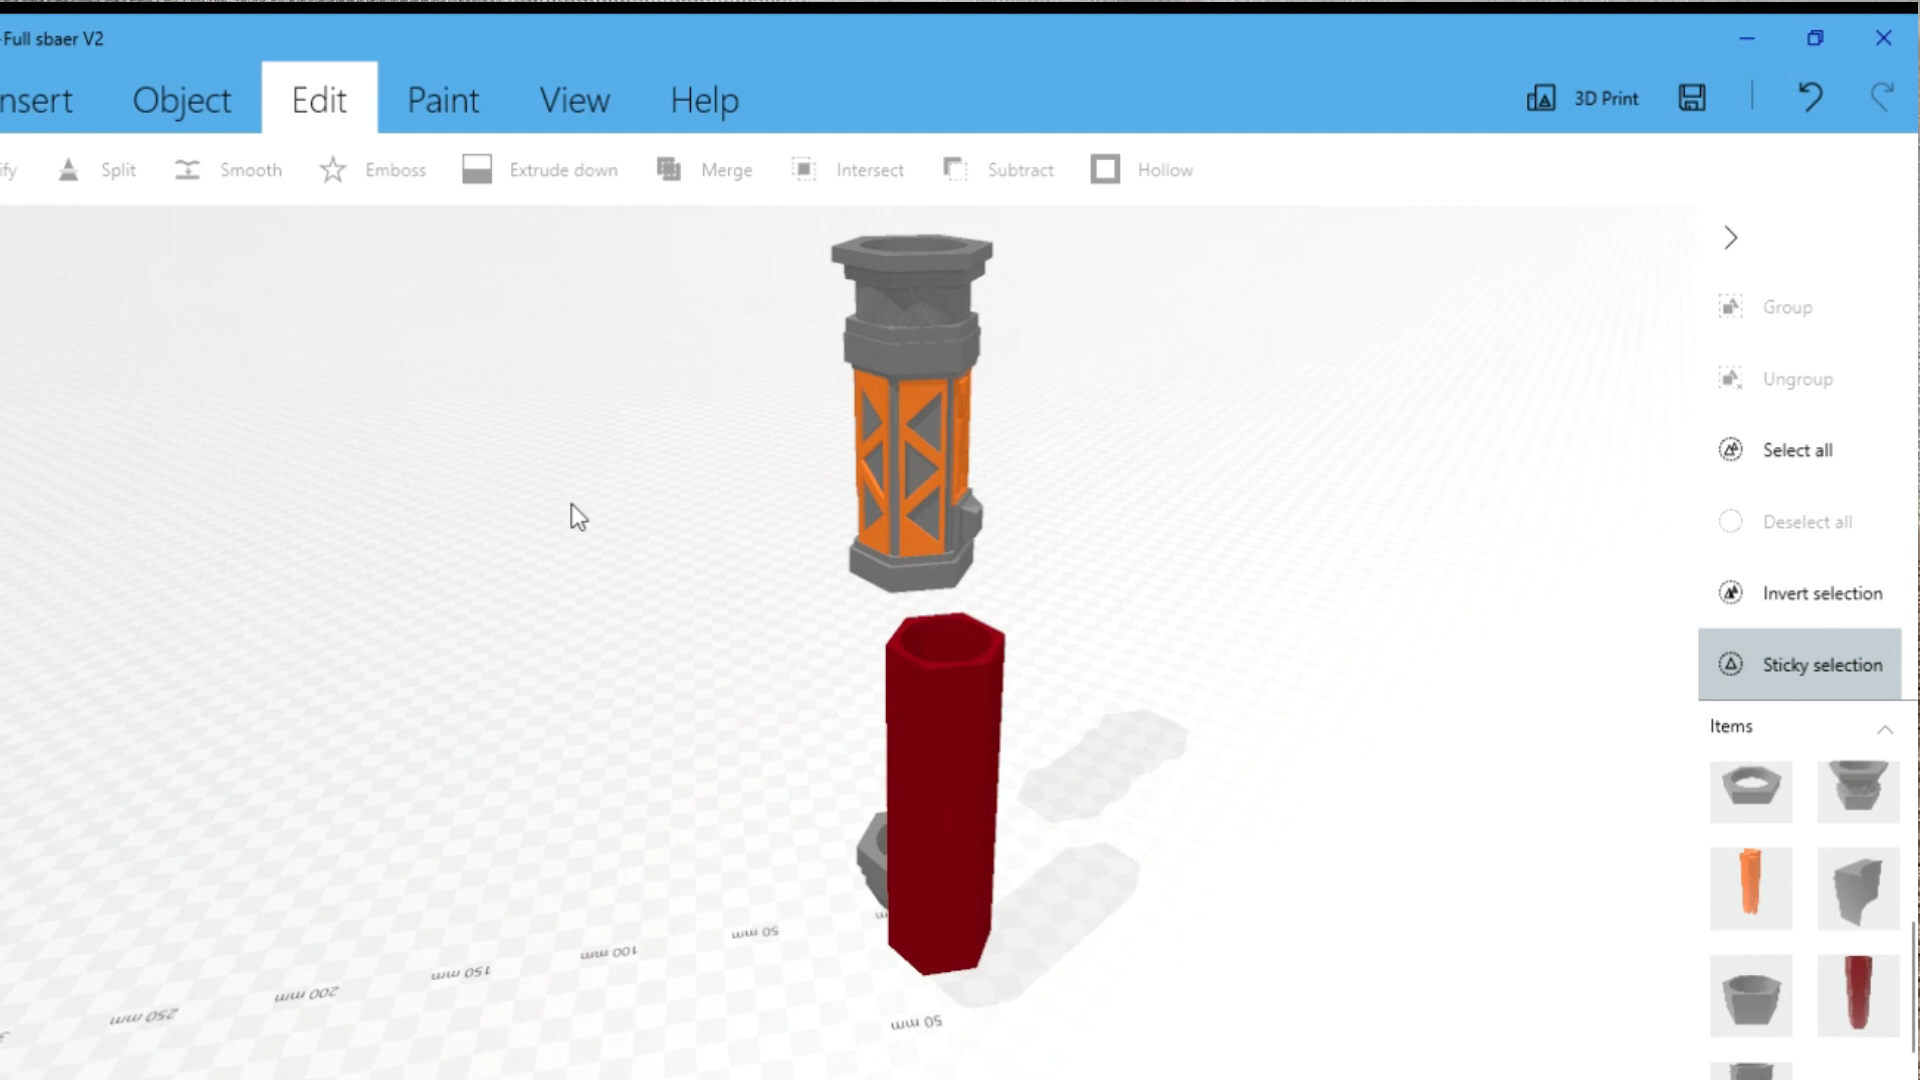 -Full sbaer V2
nsert Object Edit Paint View Help 3D Print
ify Split Smooth Emboss Extrude down Merge Intersect Subtract Hollow
Group
Ungroup
Select all
Deselect all
Invert selection
Sticky selection
Items
50 mm
100 mm
150 mm
200 mm
250 mm
50 mm